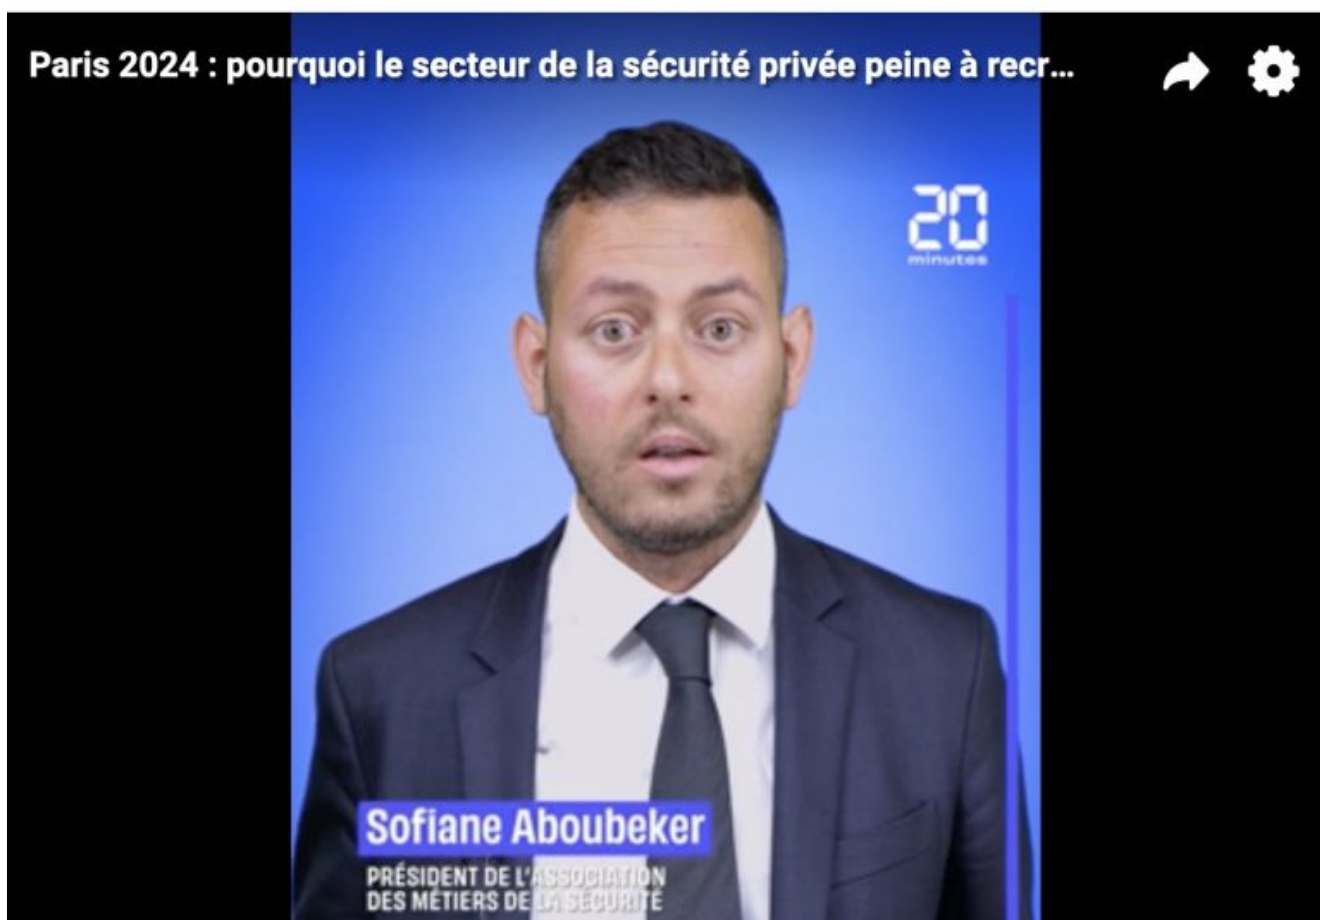 Paris 2024 : pourquoi le secteur de la sécurité privée peine à recr...
20
minutes
Sofiane Aboubeker
PRÉSIDENT DE L'ASSOCIATION
DES MÉTIERS DE LA SÉCURITÉ